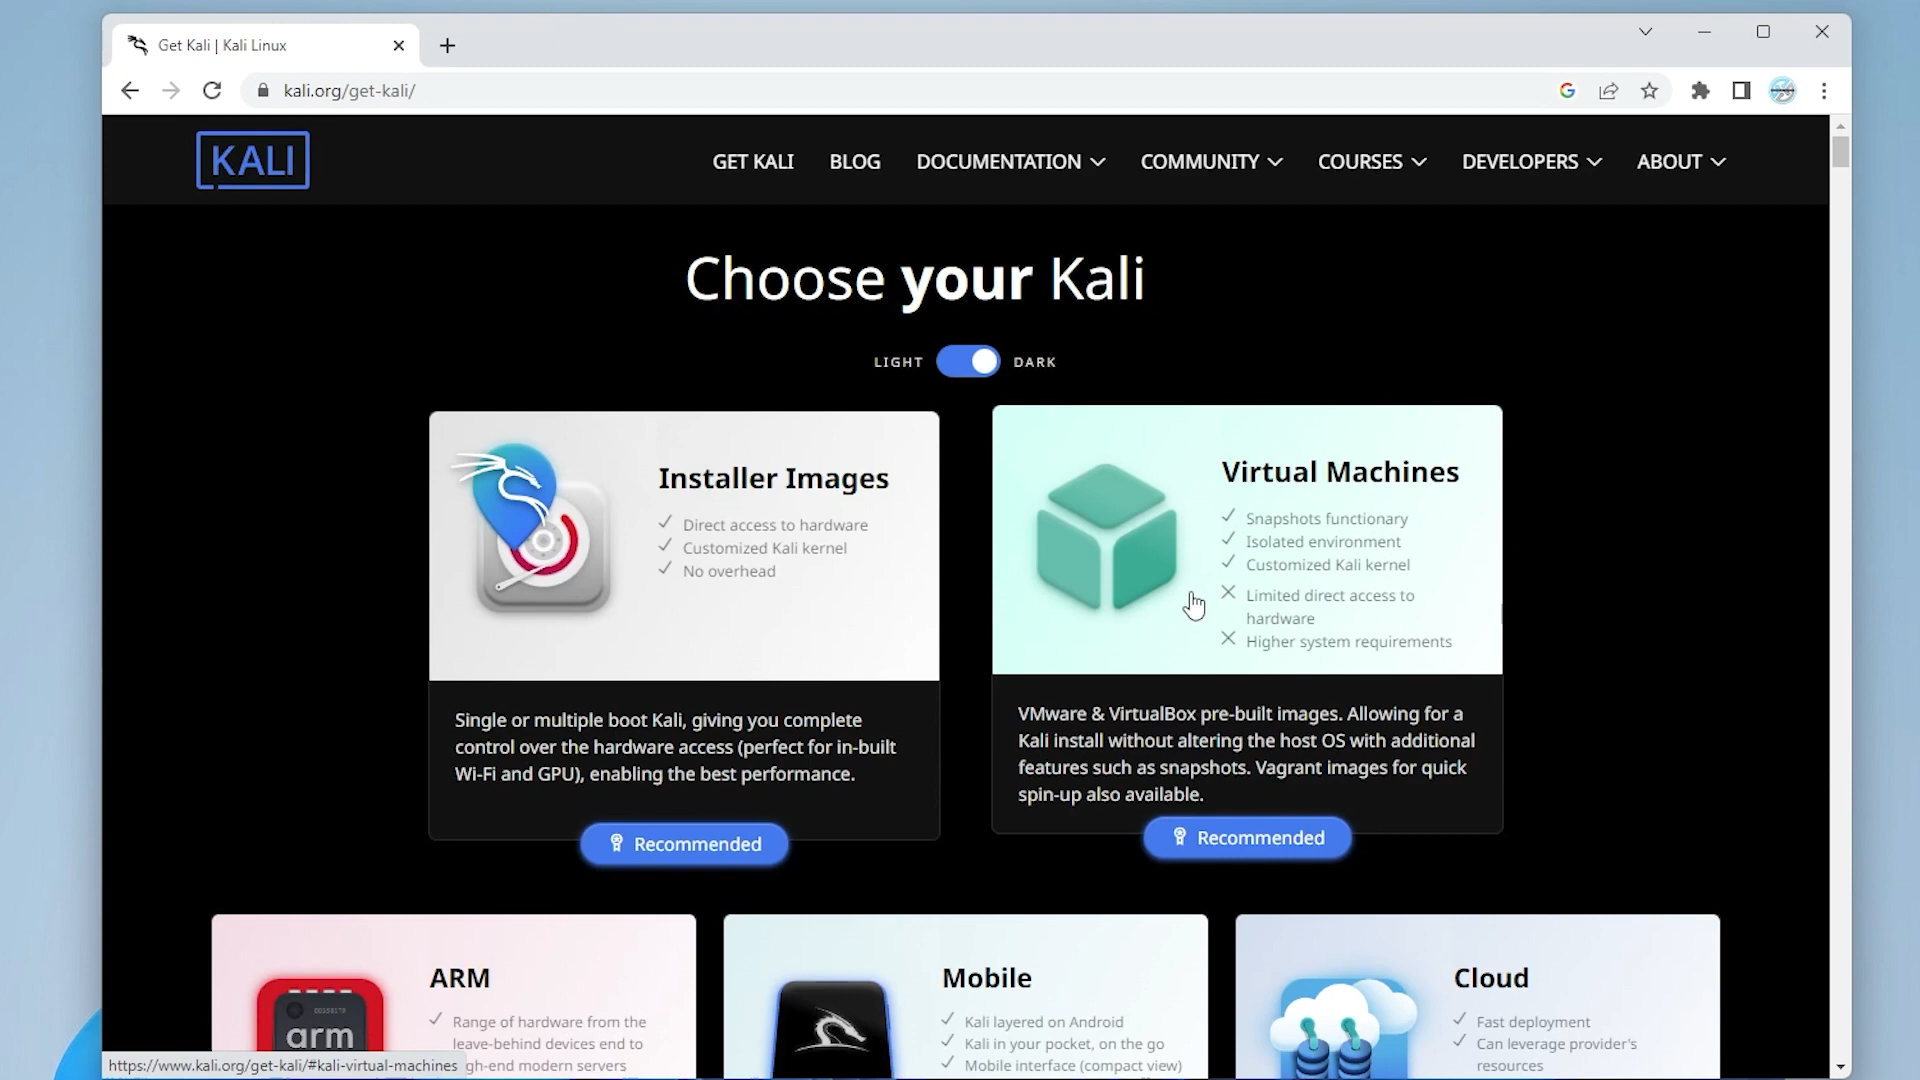 Get Kali | Kali Linux
kali.org/get-kali/
KALI
GET KALI
BLOG
DOCUMENTATION
COMMUNITY
COURSES
DEVELOPERS
ABOUT
Choose your Kali
LIGHT
DARK
Installer Images
Direct access to hardware
Customized Kali kernel
No overhead
Single or multiple boot Kali, giving you complete
control over the hardware access (perfect for in-built
Wi-Fi and GPU), enabling the best performance.
Recommended
Virtual Machines
Snapshots functionary
Isolated environment
Customized Kali kernel
Limited direct access to
hardware
Higher system requirements
VMware & VirtualBox pre-built images. Allowing for a
Kali install without altering the host OS with additional
features such as snapshots. Vagrant images for quick
spin-up also available.
Recommended
ARM
arm
Range of hardware from the
leave-behind devices end to
gh-end modern servers
Mobile
Kali layered on Android
Kali in your pocket, on the go
Mobile interface (compact view)
Cloud
Fast deployment
Can leverage provider's
resources
https://www.kali.org/get-kali/#kali-virtual-machines